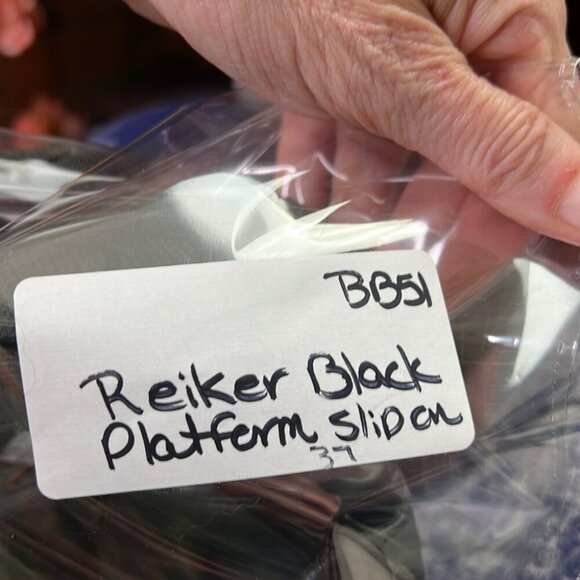 BB51
Reiker Black
Platform Slip on
37